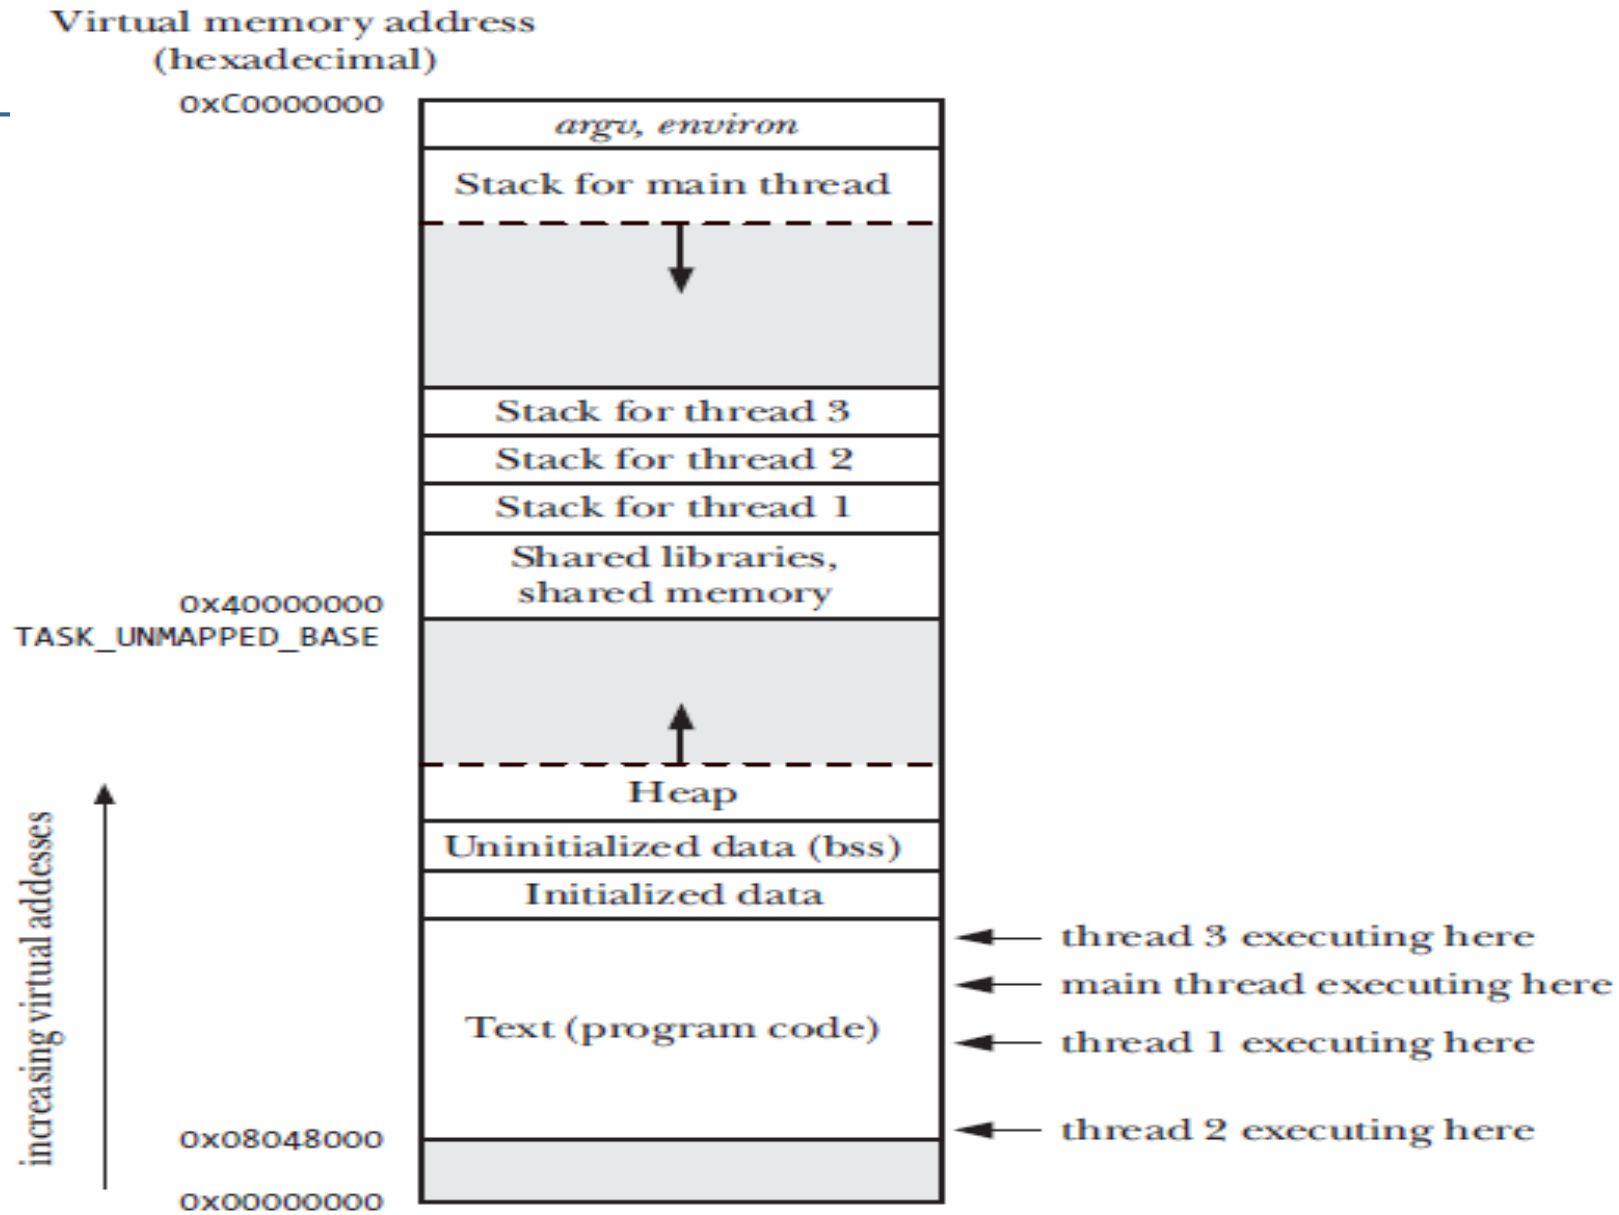 Virtual memory address
(hexadecimal)
0xC0000000
argv, environ
Stack for main thread
Stack for thread 3
Stack for thread 2
Stack for thread 1
Shared libraries,
shared memory
0x40000000
TASK_UNMAPPED_BASE
Heap
Uninitialized data (bss)
Initialized data
thread 3 executing here
main thread executing here
Text (program code)
thread 1 executing here
thread 2 executing here
0x08048000
0x00000000
increasing virtual addesses